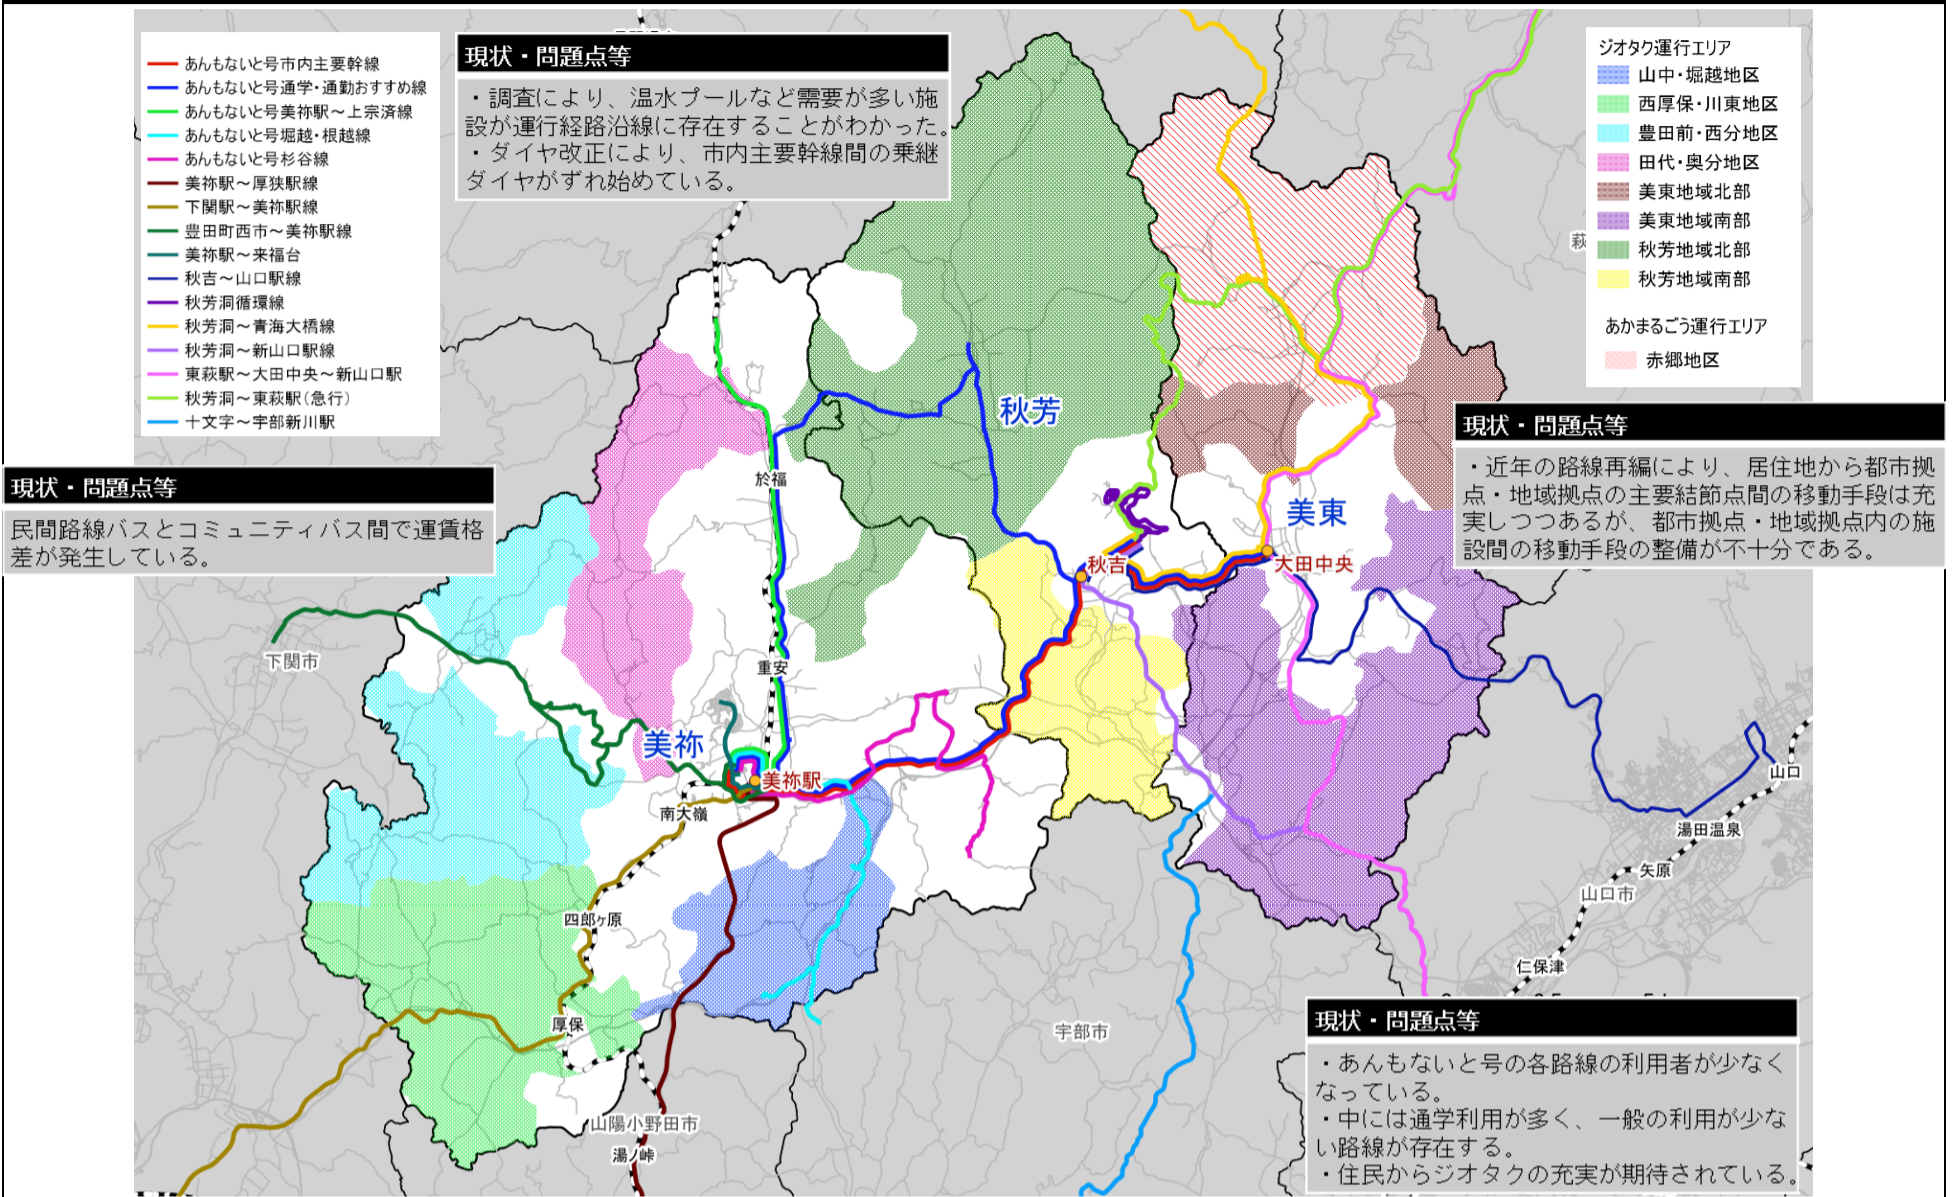 あんもないと号市内主要幹線
あんもないと号通学・通勤おすすめ線
あんもないと号美祢駅～上宗済線
あんもないと号堀越・根越線
あんもないと号杉谷線
美祢駅～厚狭駅線
下関駅～美祢駅線
豊田町西市～美祢駅線
美祢駅～来福台
秋吉～山口駅線
秋芳洞循環線
秋芳洞～青海大橋線
秋芳洞～新山口駅線
東萩駅～大田中央～新山口駅
秋芳洞～東萩駅（急行）
十文字～宇部新川駅
現状・問題点等
・調査により、温水プールなど需要が多い施
設が運行経路沿線に存在することがわかった。
・ダイヤ改正により、市内主要幹線間の乗継
ダイヤがずれ始めている。
ジオタク運行エリア
山中・堀越地区
西厚保・川東地区
豊田前・西分地区
田代・奥分地区
美東地域北部
美東地域南部
秋芳地域北部
秋芳地域南部
あかまるごう運行エリア
赤郷地区
萩
現状・問題点等
・近年の路線再編により、居住地から都市拠
点・地域拠点の主要結節点間の移動手段は充
実しつつあるが、都市拠点・地域拠点内の施
設間の移動手段の整備が不十分である。
現状・問題点等
民間路線バスとコミュニティバス間で運賃格
差が発生している。
秋芳
於福
美東
秋吉
大田中央
下関市
重安
美祢
美祢駅
南大嶺
山口
湯田温泉
矢原
山口市
四郎ヶ原
仁保津
厚保
宇部市
山陽小野田市
湯ノ峠
現状・問題点等
・あんもないと号の各路線の利用者が少なく
なっている。
・中には通学利用が多く、一般の利用が少な
い路線が存在する。
・住民からジオタクの充実が期待されている。